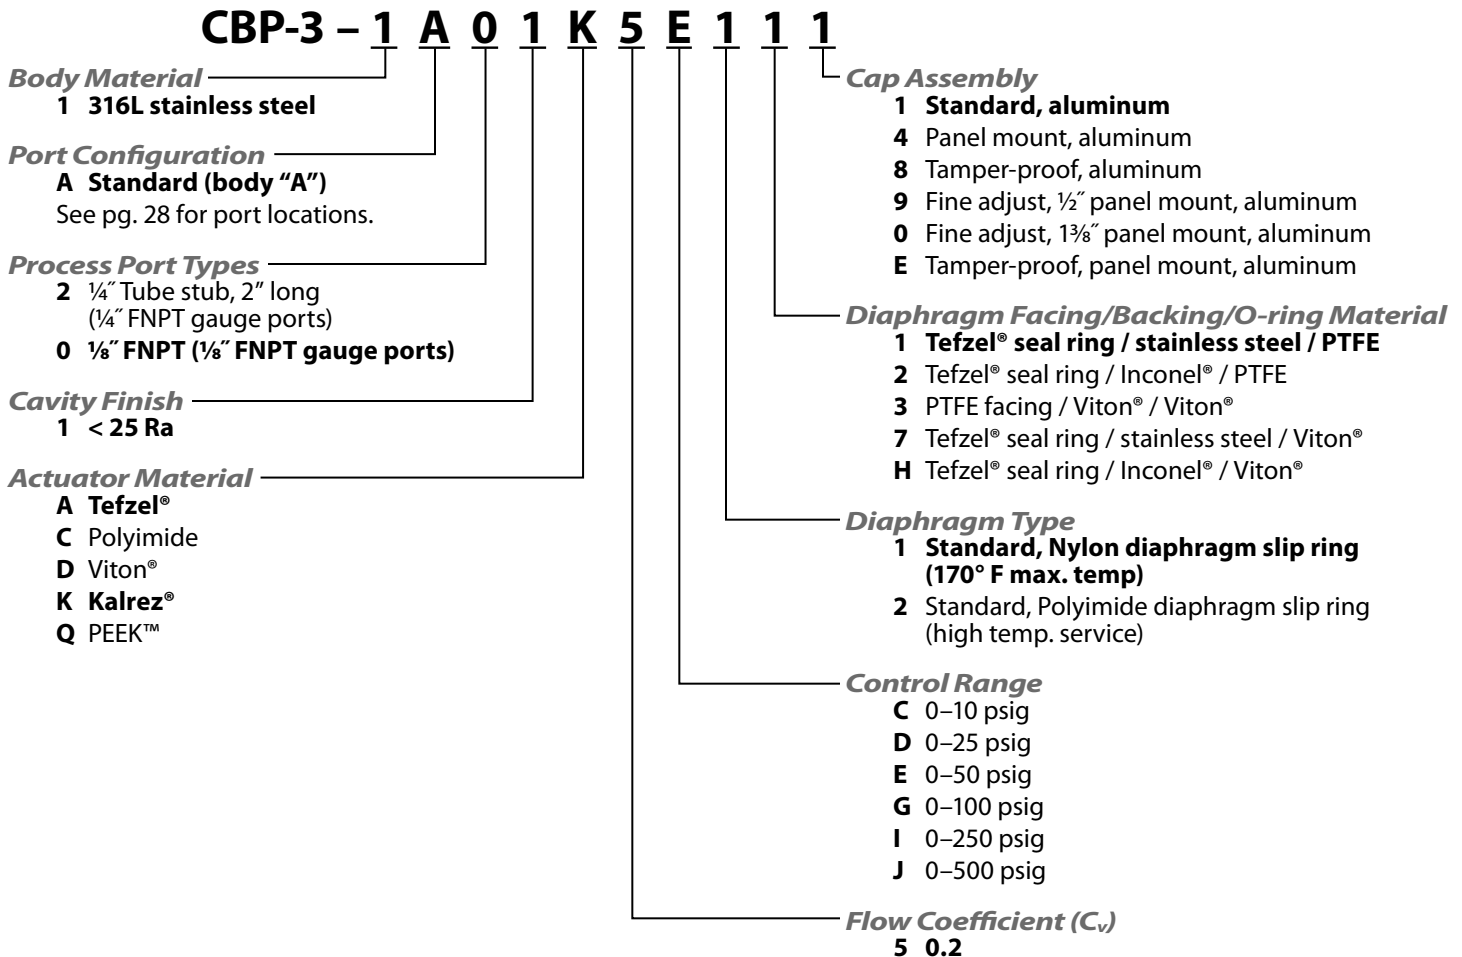 CBP-3 – 1 A 0 1 K 5 E 1 1 1
Body Material
1 316L stainless steel
Port Configuration
A Standard (body “A”)
See pg. 28 for port locations.
Process Port Types
2 ¼˝ Tube stub, 2” long
(¼˝ FNPT gauge ports)
0 ⅛˝ FNPT (⅛˝ FNPT gauge ports)
Cavity Finish
1 < 25 Ra
Actuator Material
A Tefzel®
C Polyimide
D Viton®
K Kalrez®
Q PEEK™
Cap Assembly
1 Standard, aluminum
4 Panel mount, aluminum
8 Tamper-proof, aluminum
9 Fine adjust, ½˝ panel mount, aluminum
0 Fine adjust, 1⅜˝ panel mount, aluminum
E Tamper-proof, panel mount, aluminum
Diaphragm Facing/Backing/O-ring Material
1 Tefzel® seal ring / stainless steel / PTFE
2 Tefzel® seal ring / Inconel® / PTFE
3 PTFE facing / Viton® / Viton®
7 Tefzel® seal ring / stainless steel / Viton®
H Tefzel® seal ring / Inconel® / Viton®
Diaphragm Type
1 Standard, Nylon diaphragm slip ring
(170° F max. temp)
2 Standard, Polyimide diaphragm slip ring
(high temp. service)
Control Range
C 0–10 psig
D 0–25 psig
E 0–50 psig
G 0–100 psig
I 0–250 psig
J 0–500 psig
Flow Coefficient (Cv)
5 0.2